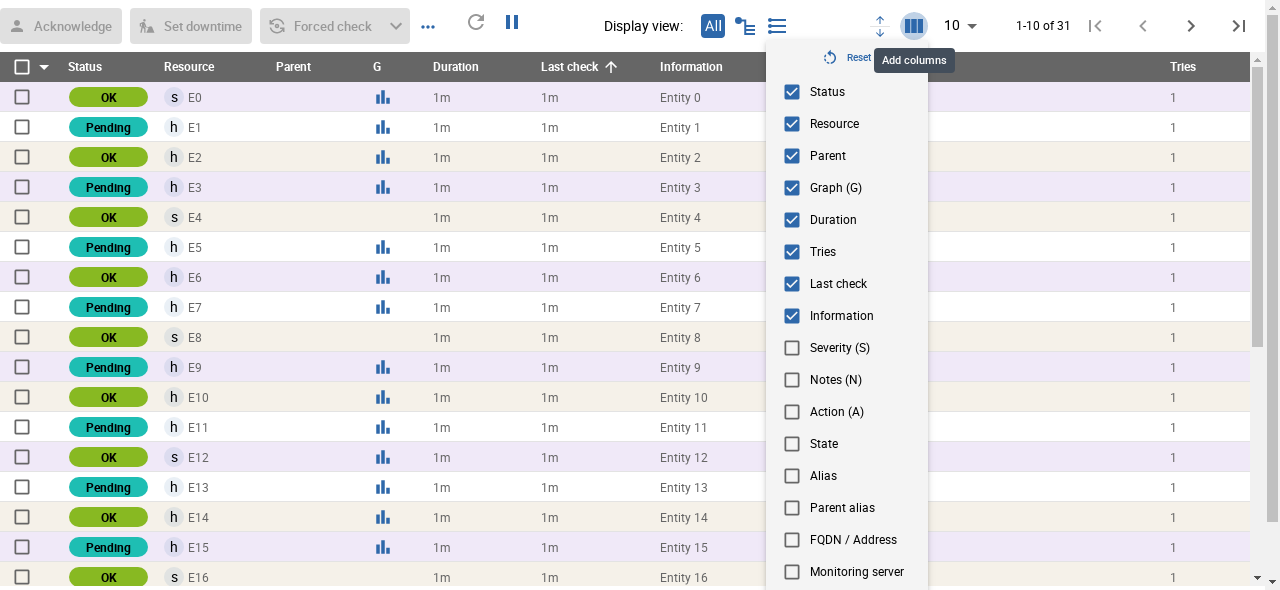 Acknowledge Set downtime Forced check Display view: All 10 1-10 of 31
Reset Add columns
Status Resource Parent G Duration Last check Information Tries
OK s E0 1m 1m Entity 0 1
Pending h E1 1m 1m Entity 1 1
OK h E2 1m 1m Entity 2 1
Pending h E3 1m 1m Entity 3 1
OK s E4 1m 1m Entity 4 1
Pending h E5 1m 1m Entity 5 1
OK h E6 1m 1m Entity 6 1
Pending h E7 1m 1m Entity 7 1
OK s E8 1m 1m Entity 8 1
Pending h E9 1m 1m Entity 9 1
OK h E10 1m 1m Entity 10 1
Pending h E11 1m 1m Entity 11 1
OK s E12 1m 1m Entity 12 1
Pending h E13 1m 1m Entity 13 1
OK h E14 1m 1m Entity 14 1
Pending h E15 1m 1m Entity 15 1
OK s E16 1m 1m Entity 16 1
Status
Resource
Parent
Graph (G)
Duration
Tries
Last check
Information
Severity (S)
Notes (N)
Action (A)
State
Alias
Parent alias
FQDN / Address
Monitoring server